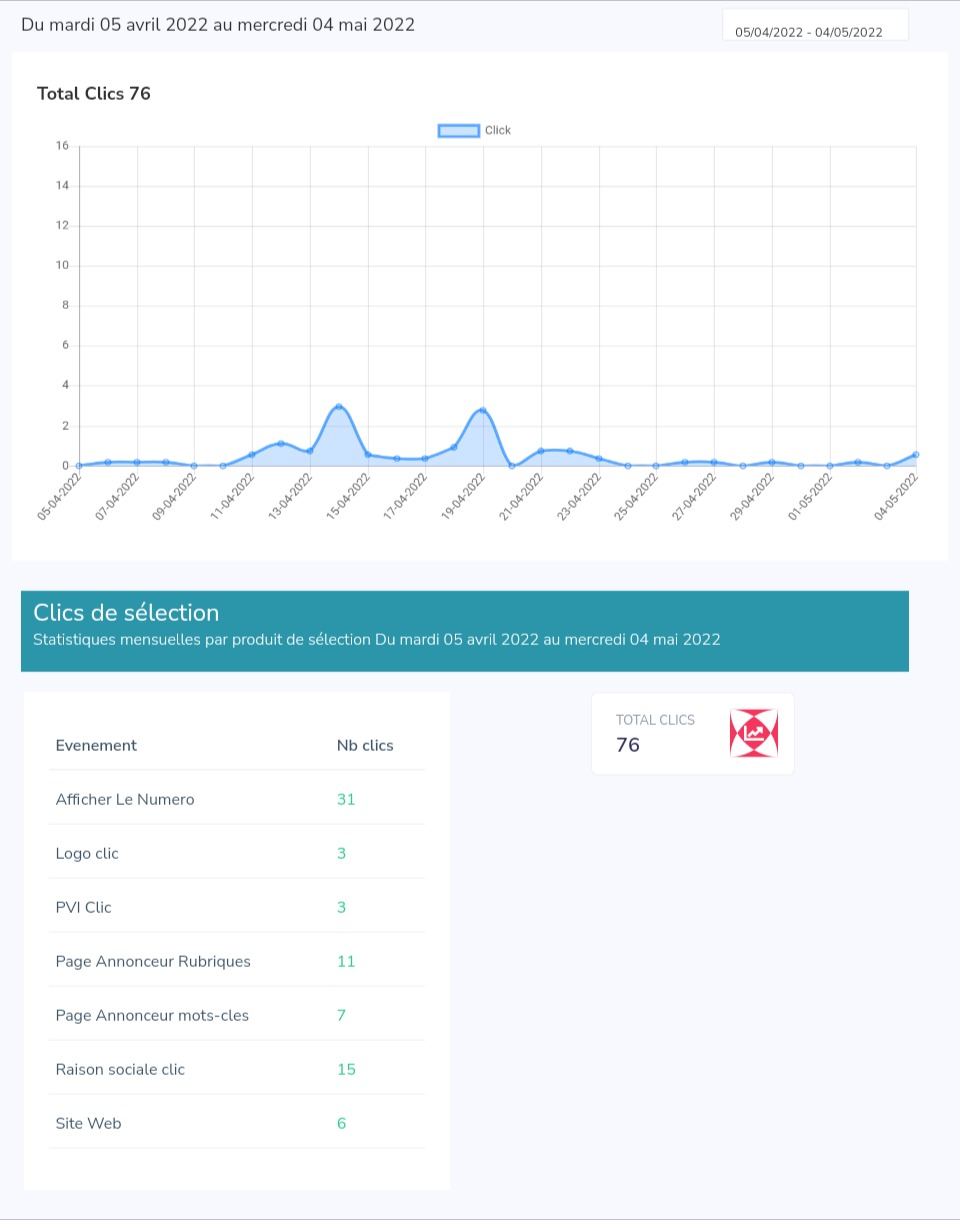 Du mardi 05 avril 2022 au mercredi 04 mai 2022
05/04/2022 - 04/05/2022
Total Clics 76
Click
16
14
12
10
8
6
4
2
0
05-04-2022
07-04-2022
09-04-2022
11-04-2022
13-04-2022
15-04-2022
17-04-2022
19-04-2022
21-04-2022
23-04-2022
25-04-2022
27-04-2022
29-04-2022
01-05-2022
04-05-2022
Clics de sélection
Statistiques mensuelles par produit de sélection Du mardi 05 avril 2022 au mercredi 04 mai 2022
TOTAL CLICS
76
Evenement Nb clics
Afficher Le Numero 31
Logo clic 3
PVI Clic 3
Page Annonceur Rubriques 11
Page Annonceur mots-cles 7
Raison sociale clic 15
Site Web 6